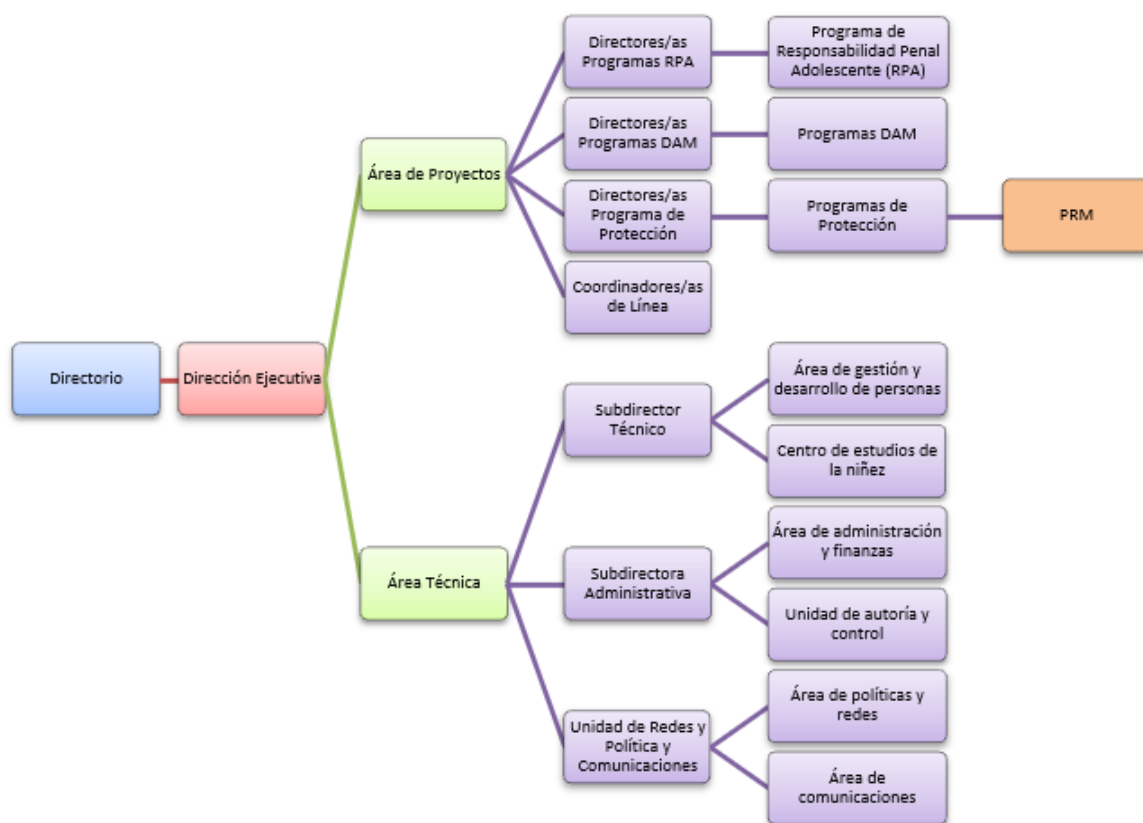 Directorio
Dirección Ejecutiva
Área de Proyectos
Directores/as
Programas RPA
Programa de
Responsabilidad Penal
Adolescente (RPA)
Directores/as
Programas DAM
Programas DAM
Directores/as
Programa de
Protección
Programas de
Protección
PRM
Coordinadores/as
de Línea
Área Técnica
Subdirector
Técnico
Área de gestión y
desarrollo de personas
Centro de estudios de
la niñez
Subdirectora
Administrativa
Área de administración
y finanzas
Unidad de autoría y
control
Unidad de Redes y
Política y
Comunicaciones
Área de políticas y
redes
Área de
comunicaciones